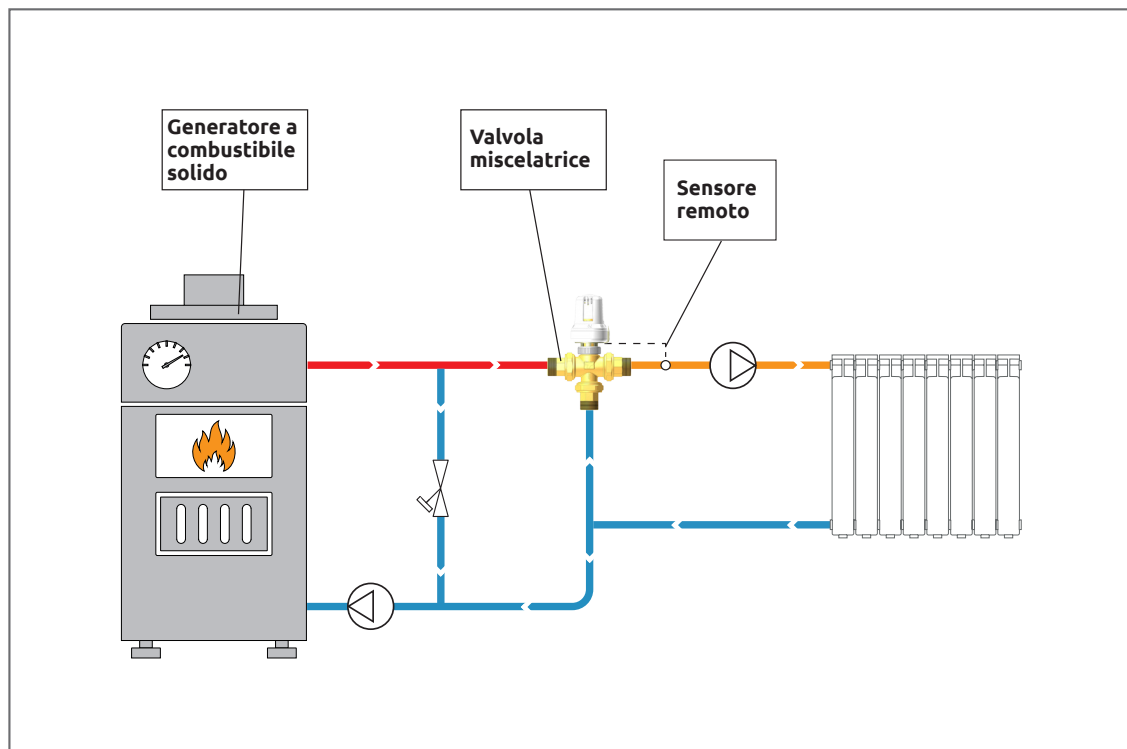 Generatore a
combustibile
solido
Valvola
miscelatrice
Sensore
remoto